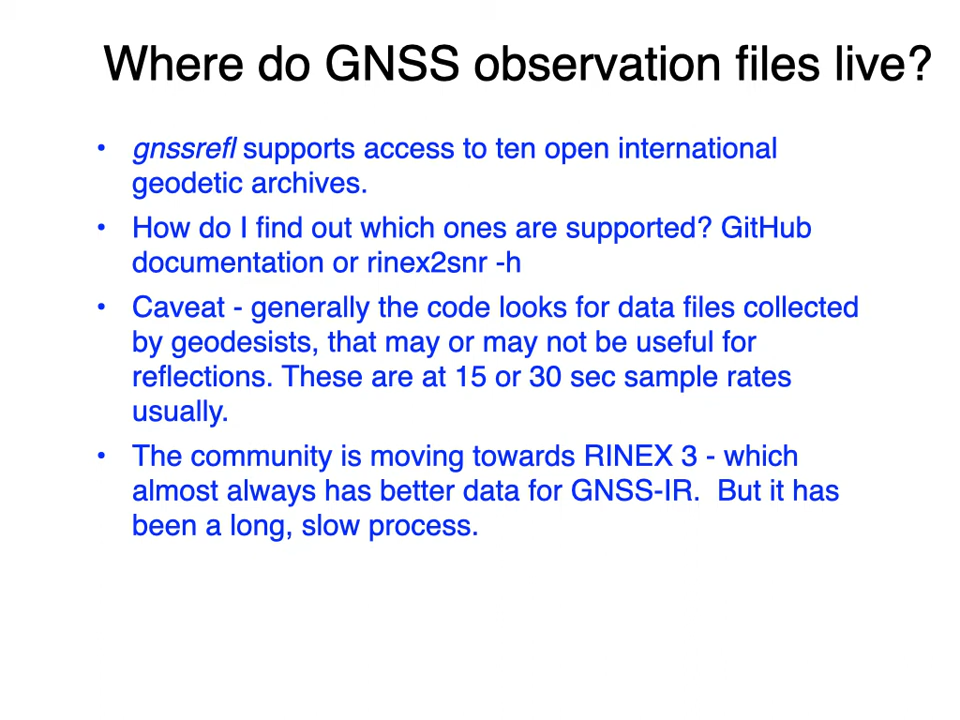 Where do GNSS observation files live?
• gnssrefl supports access to ten open international
geodetic archives.
• How do I find out which ones are supported? GitHub
documentation or rinex2snr -h
• Caveat - generally the code looks for data files collected
by geodesists, that may or may not be useful for
reflections. These are at 15 or 30 sec sample rates
usually.
• The community is moving towards RINEX 3 - which
almost always has better data for GNSS-IR.  But it has
been a long, slow process.